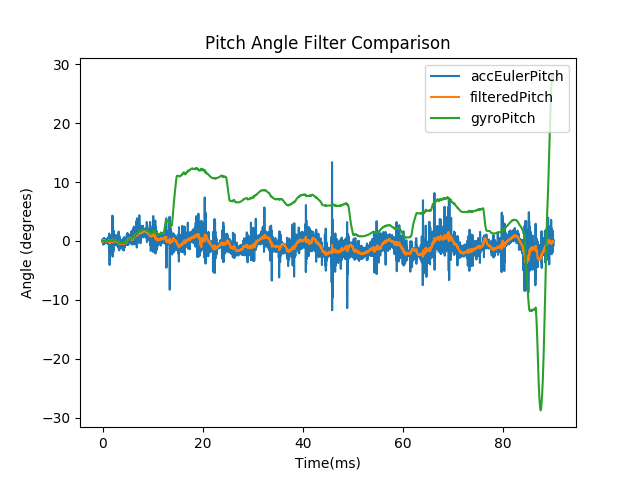 Pitch Angle Filter Comparison
accEulerPitch
filteredPitch
gyroPitch
Angle (degrees)
30
20
10
0
−10
−20
−30
0 20 40 60 80
Time(ms)